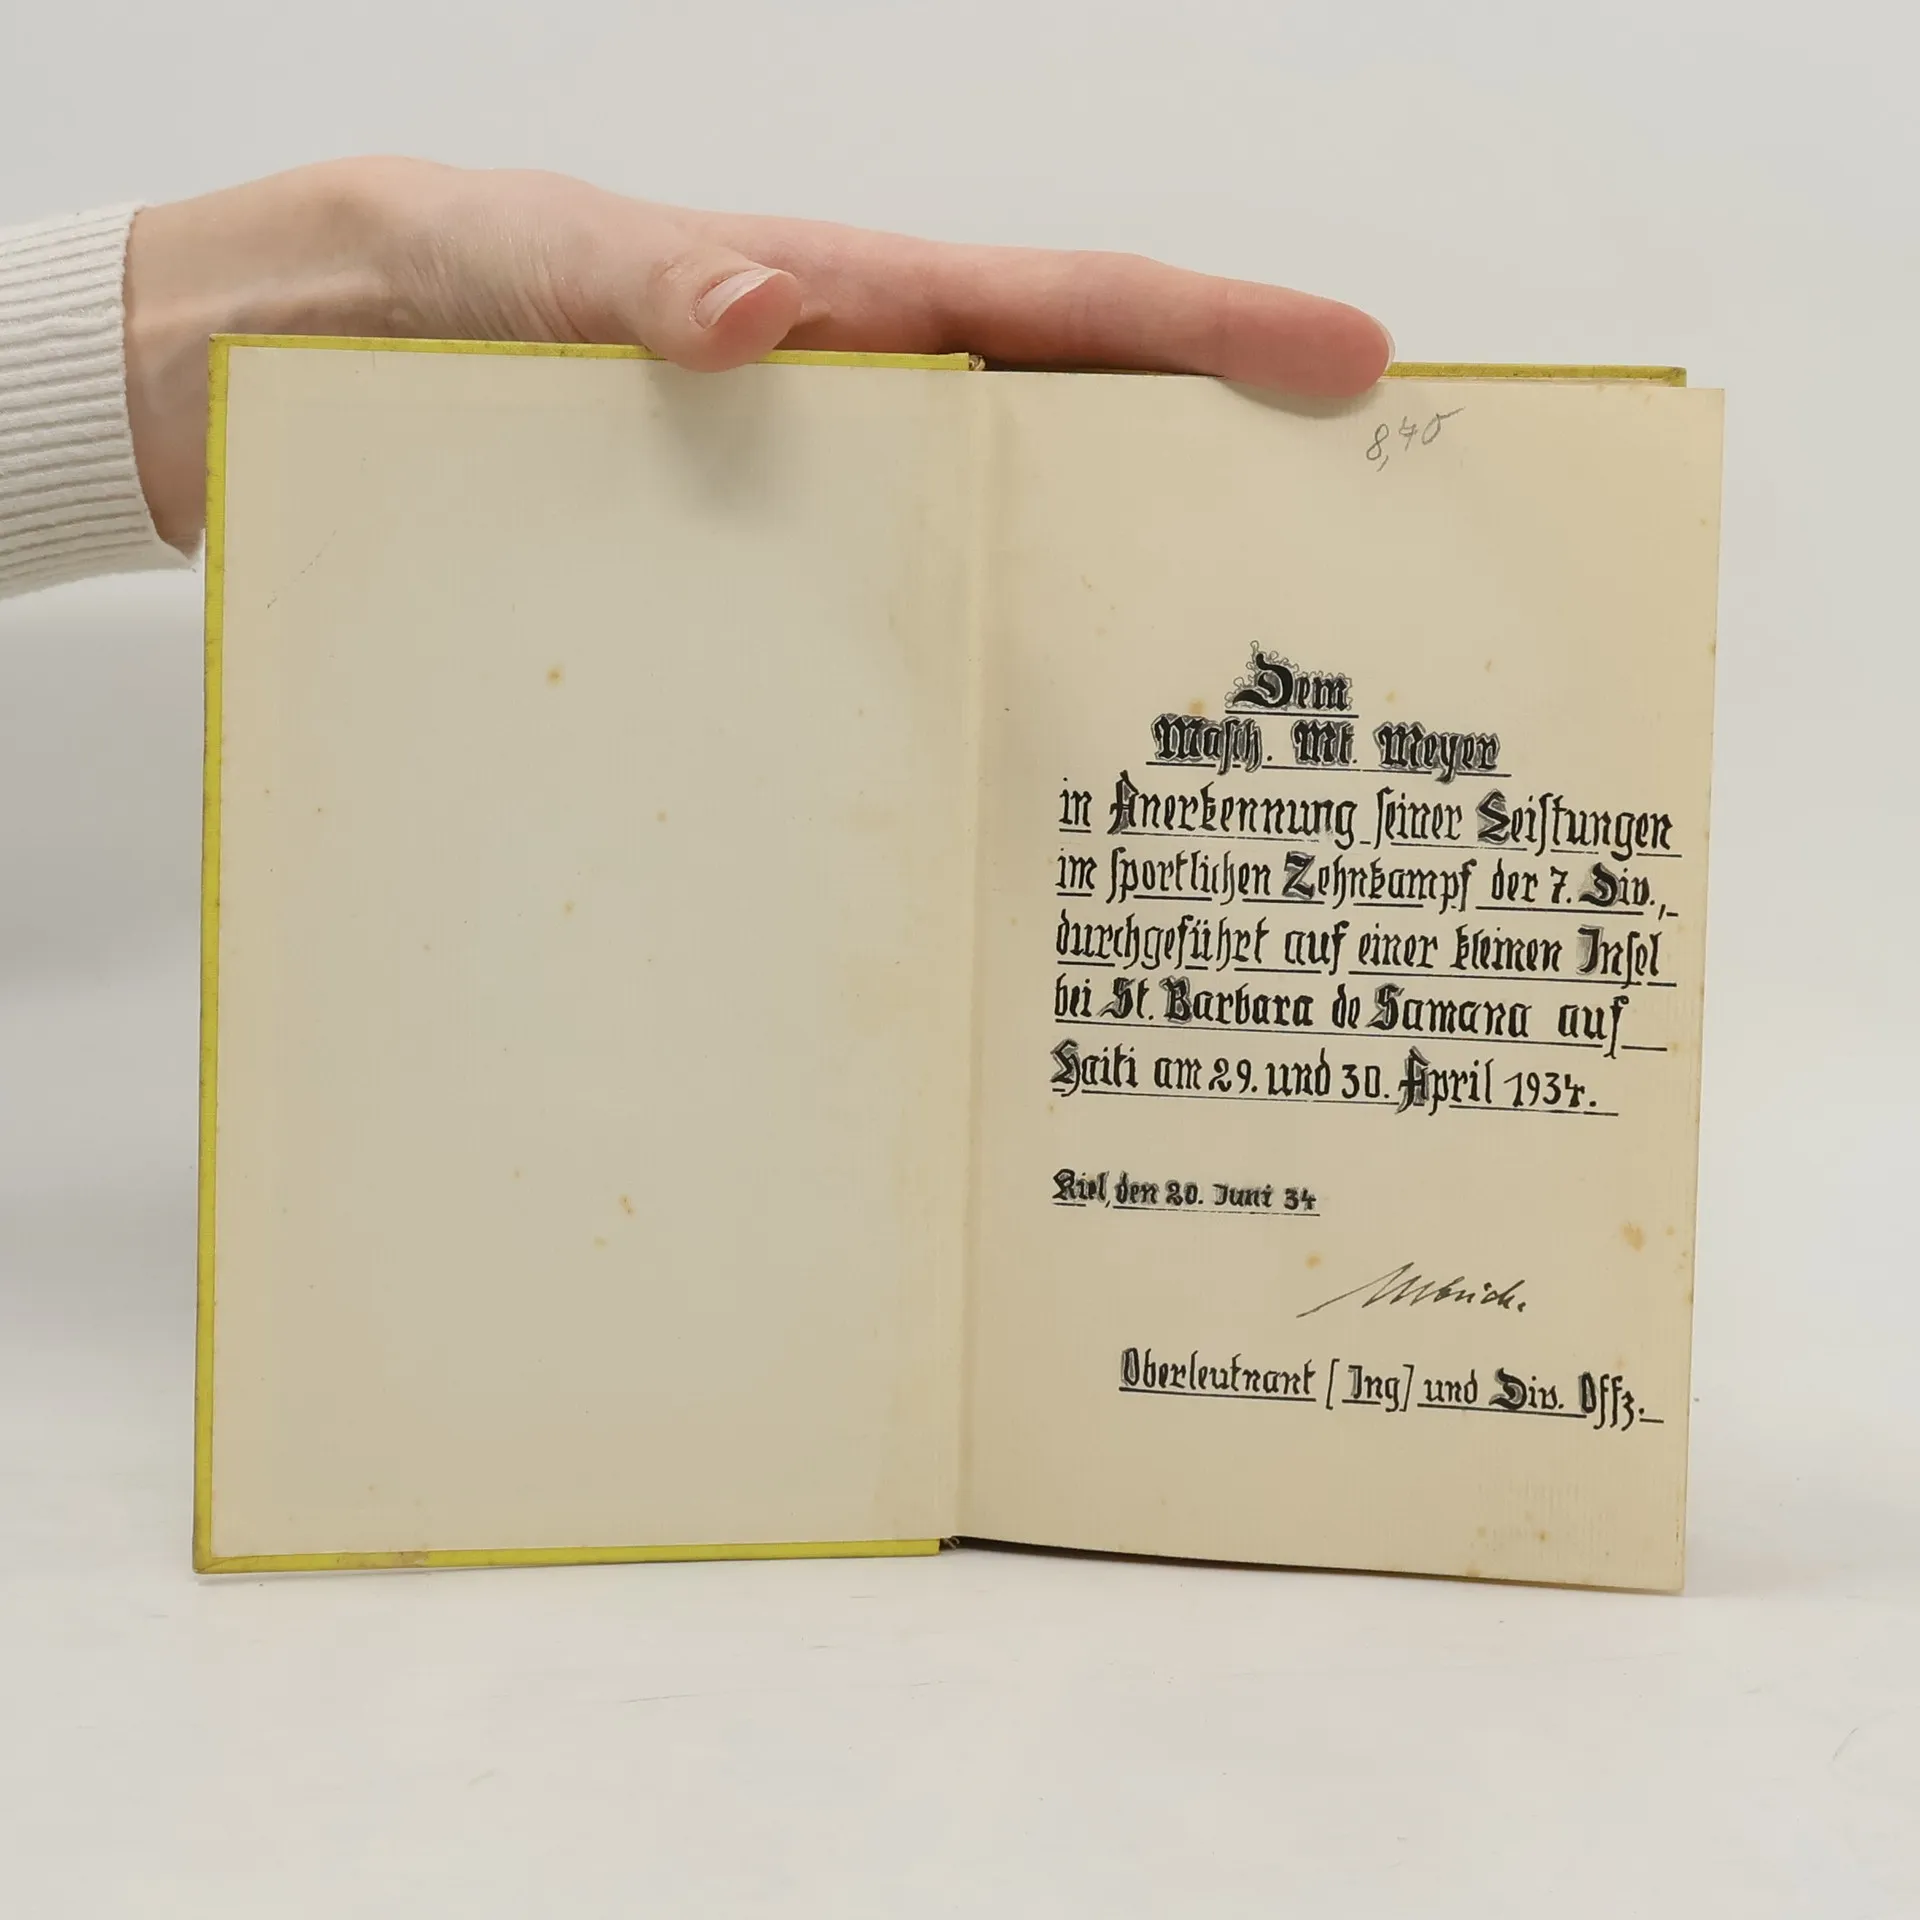 8,40
Dem
Masch. Mt. Meyer
in Anerkennung seiner Leistungen
im sportlichen Zehnkampf der 7. Div.,
durchgeführt auf einer kleinen Insel
bei St. Barbara de Samana auf
Haiti am 29. und 30. April 1934.
Kiel, den 20. Juni 34
Oberleutnant [Ing] und Div. Offz.